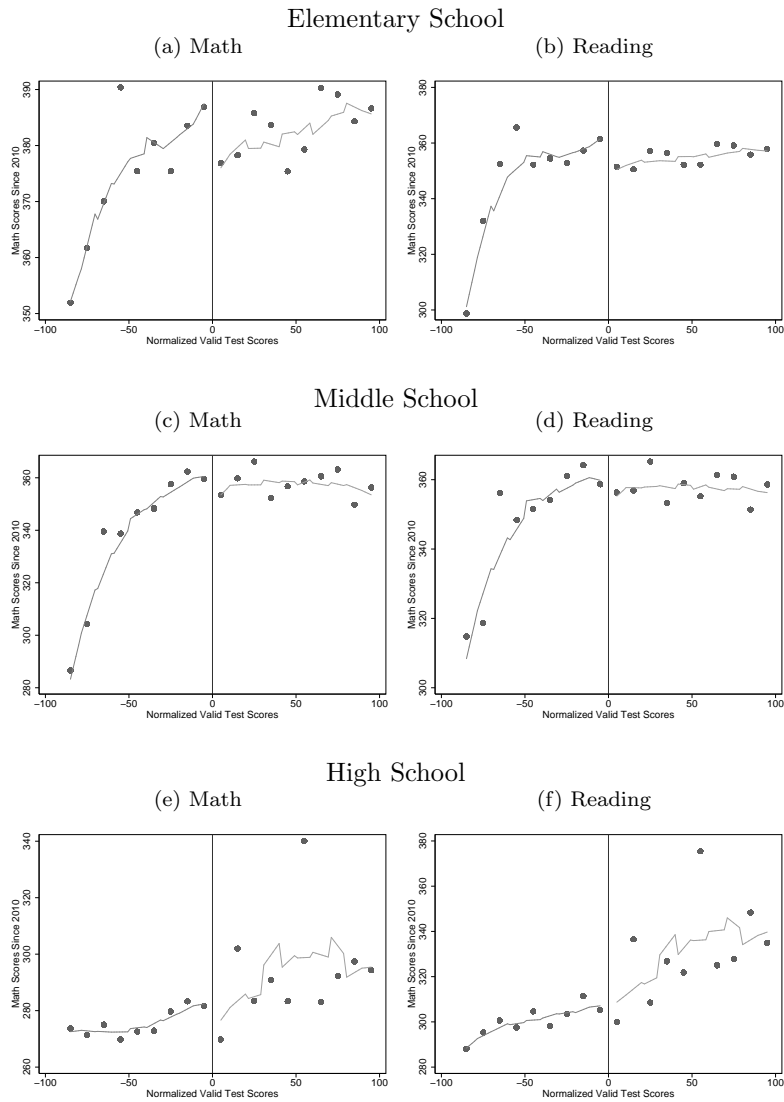 Elementary School
(a) Math
(b) Reading
Math Scores Since 2010
350 360 370 380 390
−100 −50 0 50 100
Normalized Valid Test Scores
Math Scores Since 2010
300 320 340 360 380
−100 −50 0 50 100
Normalized Valid Test Scores
Middle School
(c) Math
(d) Reading
Math Scores Since 2010
280 300 320 340 360
−100 −50 0 50 100
Normalized Valid Test Scores
Math Scores Since 2010
300 320 340 360
−100 −50 0 50 100
Normalized Valid Test Scores
High School
(e) Math
(f) Reading
Math Scores Since 2010
260 280 300 320 340
−100 −50 0 50 100
Normalized Valid Test Scores
Math Scores Since 2010
280 300 320 340 360 380
−100 −50 0 50 100
Normalized Valid Test Scores